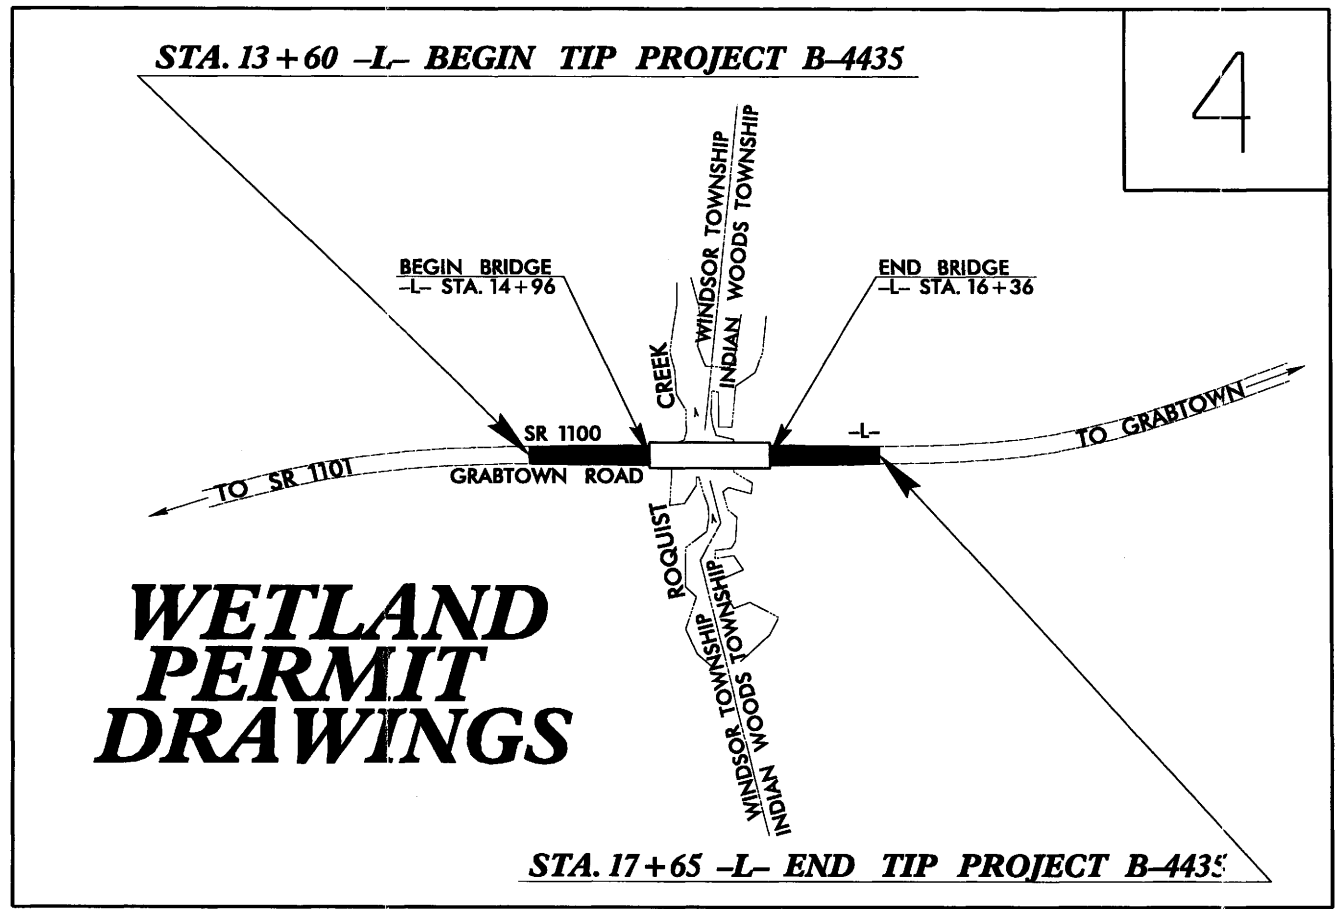 STA. 13+60 -L- BEGIN TIP PROJECT B-4435
4
WINDSOR TOWNSHIP
INDIAN WOODS TOWNSHIP
BEGIN BRIDGE
-L- STA. 14+96
END BRIDGE
-L- STA. 16+36
CREEK
SR 1100
-L-
TO GRABTOWN
TO SR 1101
GRABTOWN ROAD
ROQUIST
WINDSOR TOWNSHIP
INDIAN WOODS TOWNSHIP
WETLAND
PERMIT
DRAWINGS
STA. 17+65 -L- END TIP PROJECT B-4435